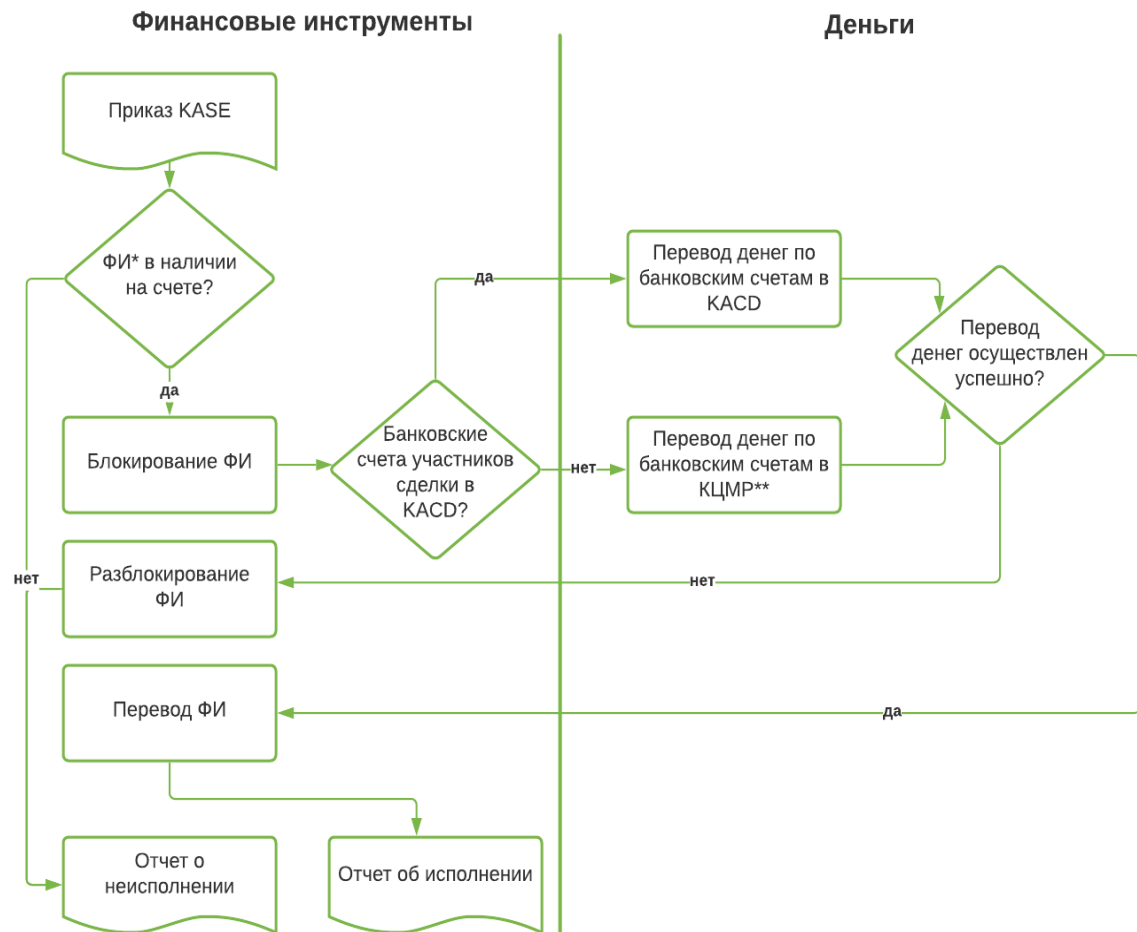 Финансовые инструменты
Деньги
Приказ KASE
ФИ* в наличии
на счете?
да
Блокирование ФИ
Банковские
счета участников
сделки в
KACD?
да
нет
Перевод денег по
банковским счетам в
KACD
Перевод денег по
банковским счетам в
КЦМР**
Перевод
денег осуществлен
успешно?
нет
Разблокирование
ФИ
нет
да
Перевод ФИ
Отчет о
неисполнении
Отчет об исполнении